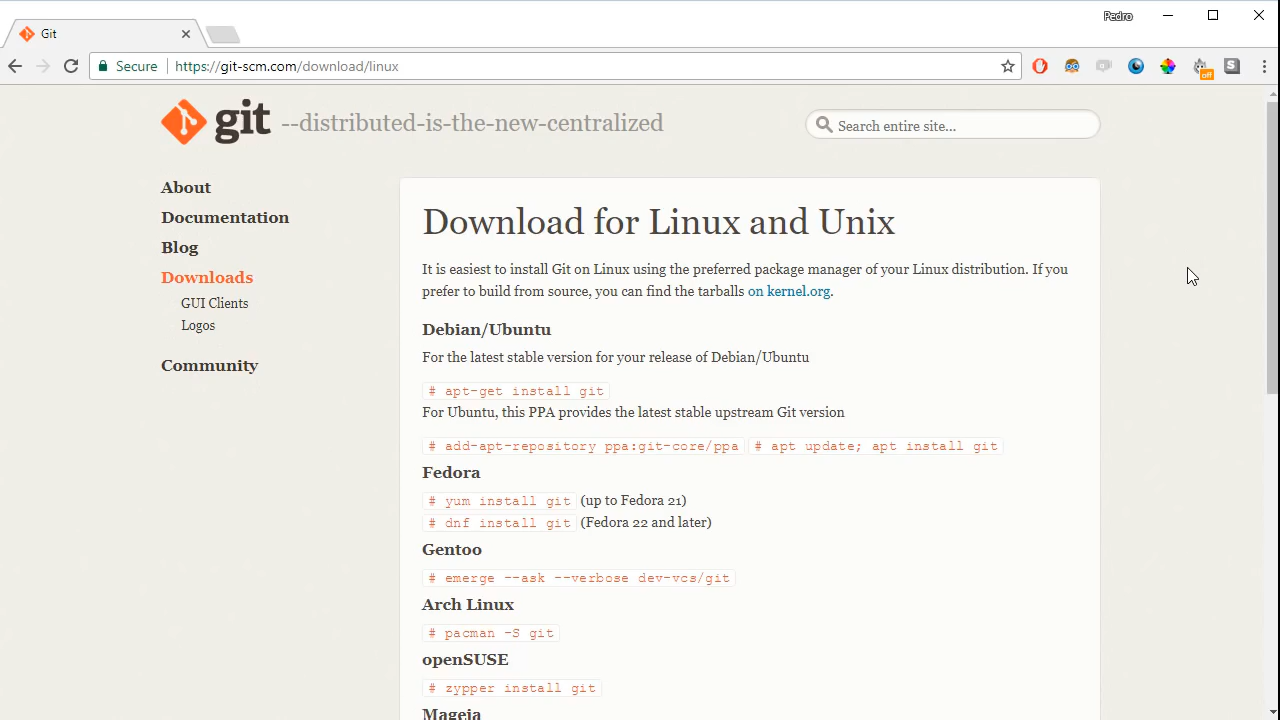 Pedro
Git
Secure https://git-scm.com/download/linux
off
S
git --distributed-is-the-new-centralized
Search entire site...
About
Documentation
Blog
Downloads
GUI Clients
Logos
Community
Download for Linux and Unix
It is easiest to install Git on Linux using the preferred package manager of your Linux distribution. If you
prefer to build from source, you can find the tarballs on kernel.org.
Debian/Ubuntu
For the latest stable version for your release of Debian/Ubuntu
# apt-get install git
For Ubuntu, this PPA provides the latest stable upstream Git version
# add-apt-repository ppa:git-core/ppa # apt update; apt install git
Fedora
# yum install git (up to Fedora 21)
# dnf install git (Fedora 22 and later)
Gentoo
# emerge --ask --verbose dev-vcs/git
Arch Linux
# pacman -S git
openSUSE
# zypper install git
Mageia